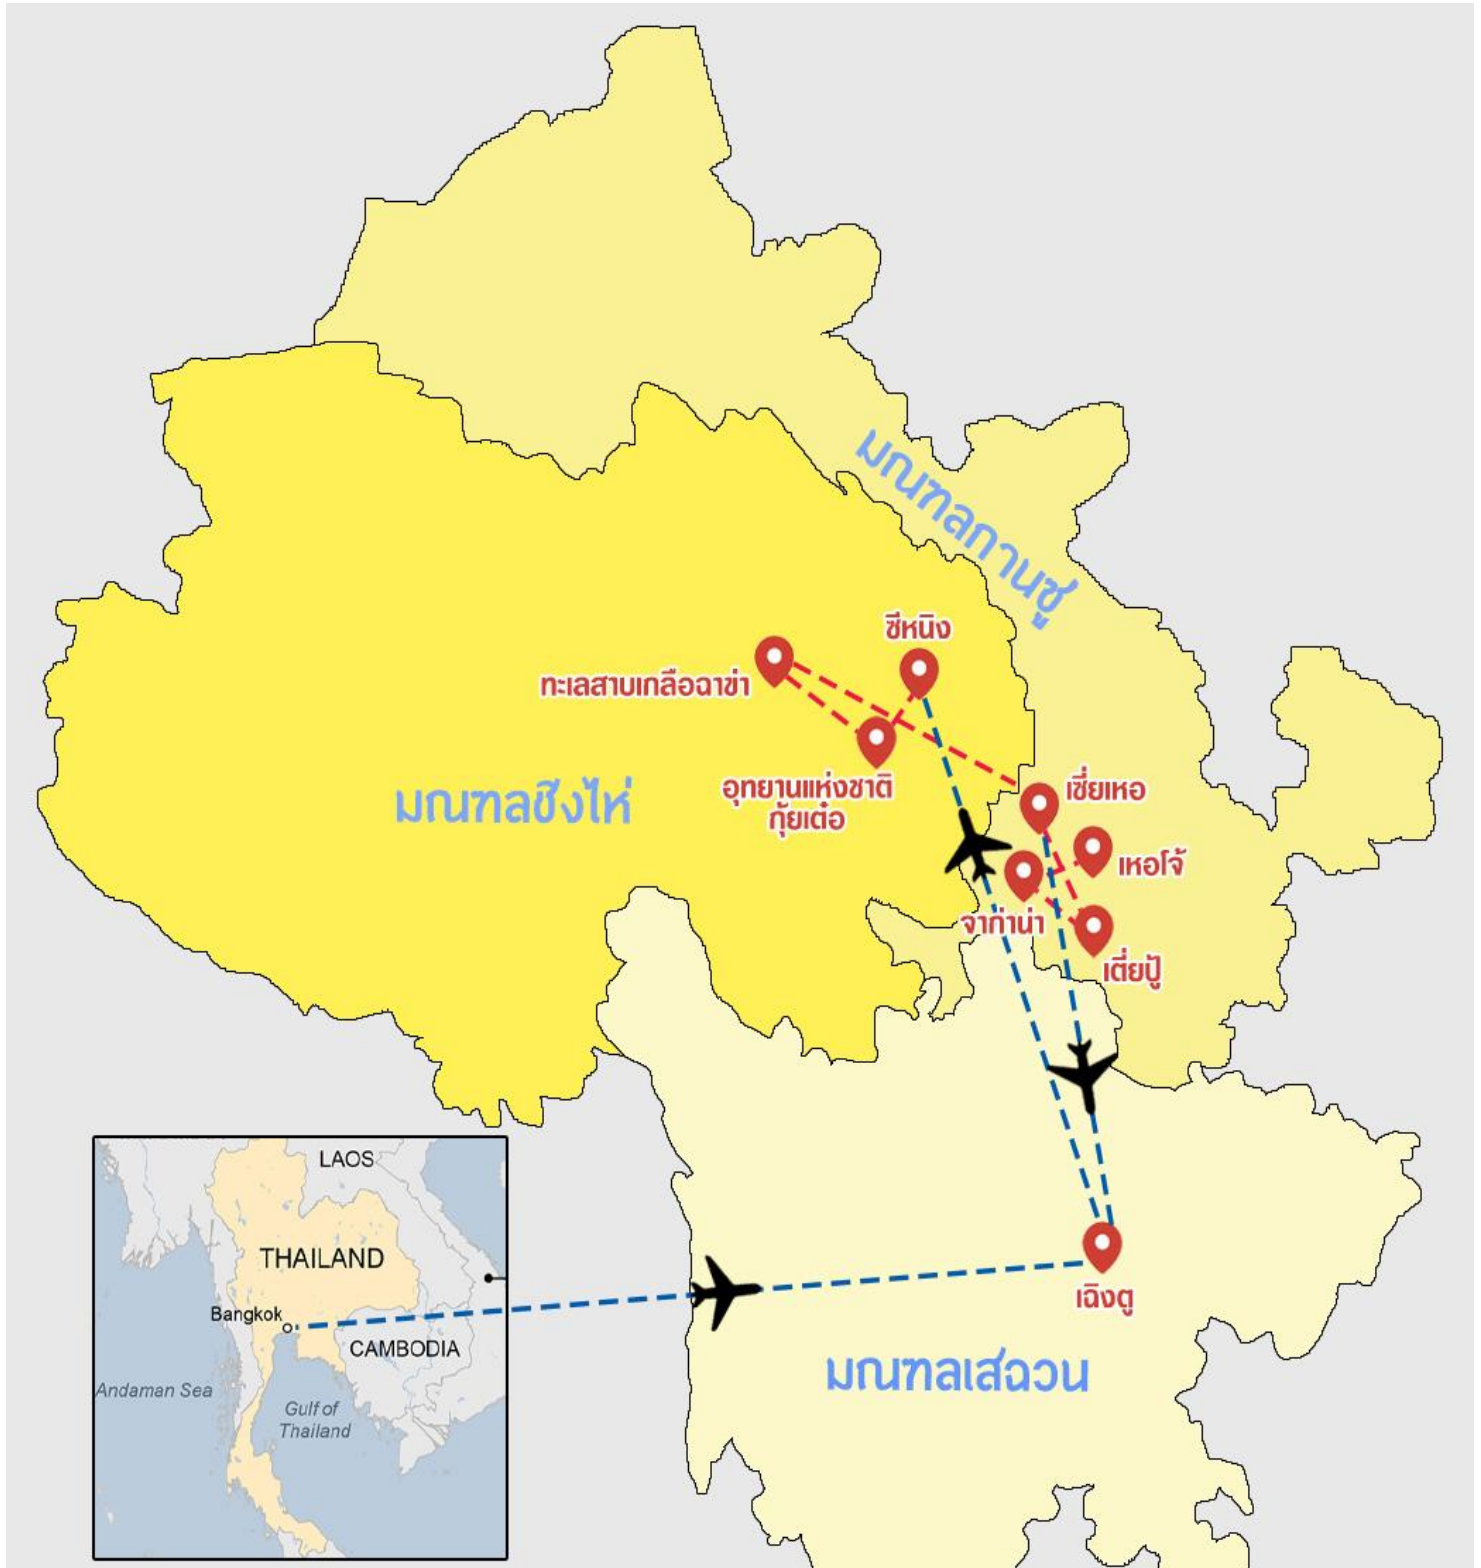 มณฑลกานซู
ซีหนิง
ทะเลสาบเกลือฉาข่า
อุทยานแห่งชาติ
กุ้ยเต๋อ
มณฑลชิงไห่
เซี่ยเหอ
เหอโจ้
จาก่าน่า
เตี่ยปู้
LAOS
THAILAND
Bangkok
CAMBODIA
Andaman Sea
Gulf of
Thailand
เฉิงตู
มณฑลเสฉวน